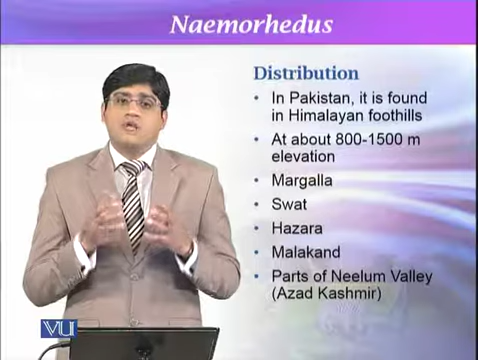 Naemorhedus
Distribution
• In Pakistan, it is found
in Himalayan foothills
• At about 800-1500 m
elevation
• Margalla
• Swat
• Hazara
• Malakand
• Parts of Neelum Valley
(Azad Kashmir)
VU